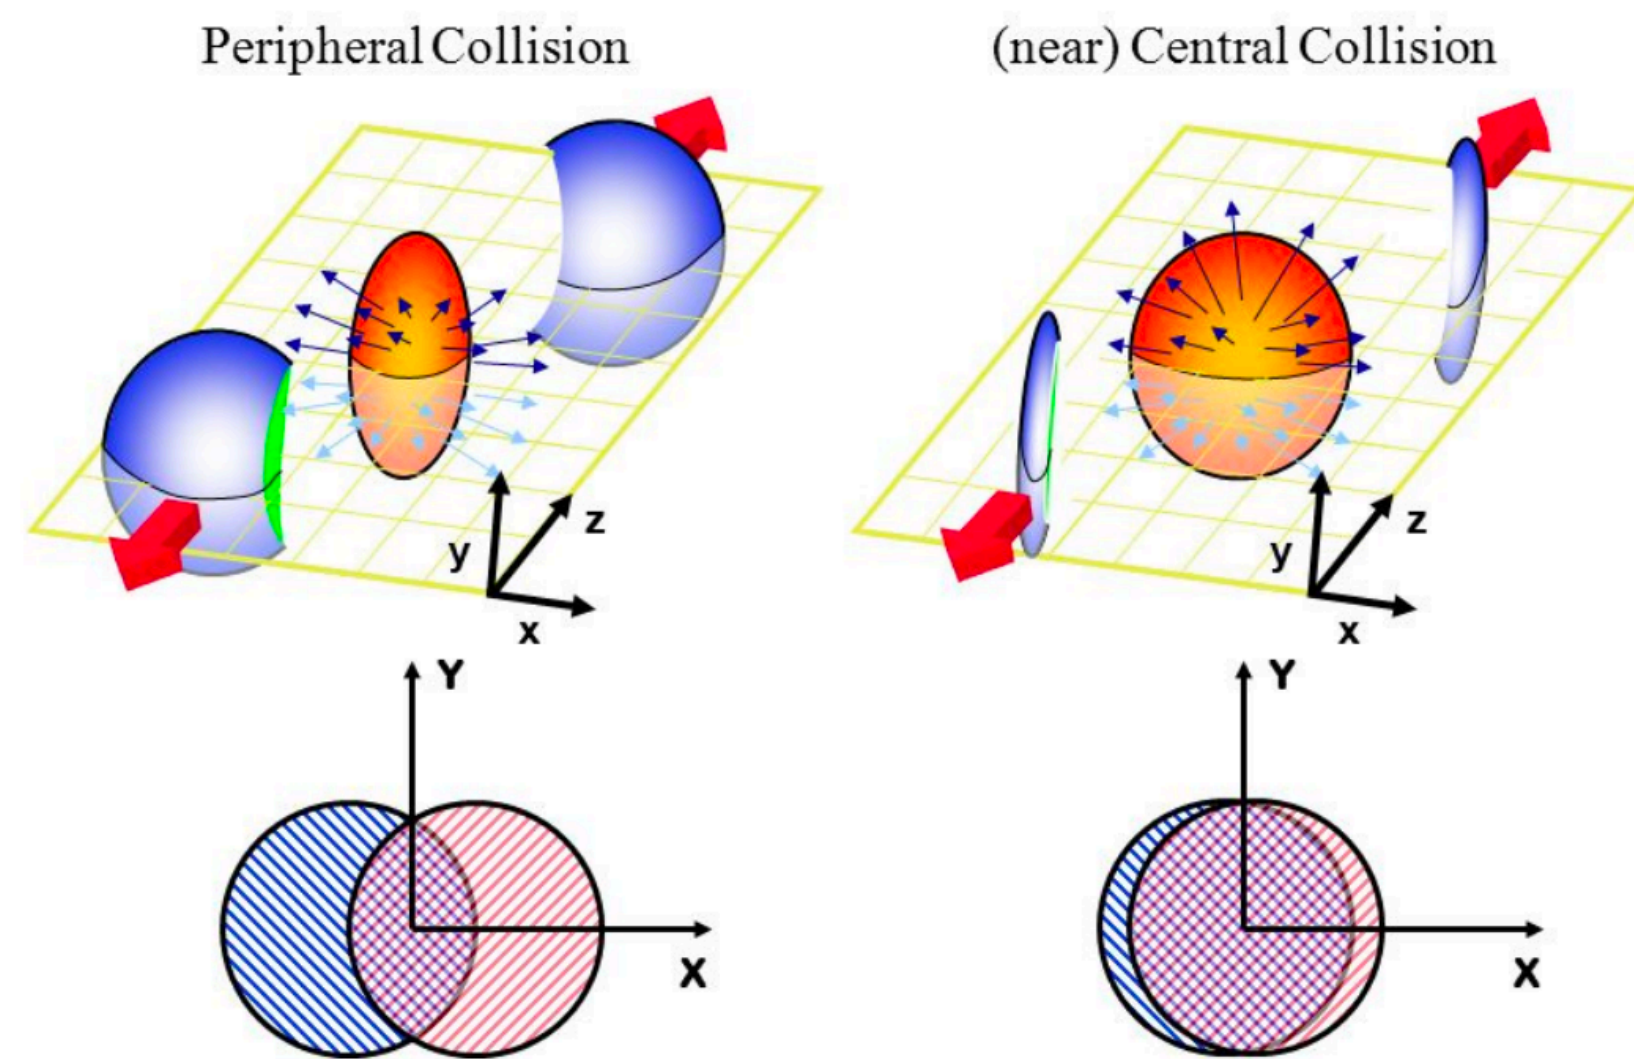 Peripheral Collision
(near) Central Collision
y
z
x
y
z
x
Y
X
Y
X